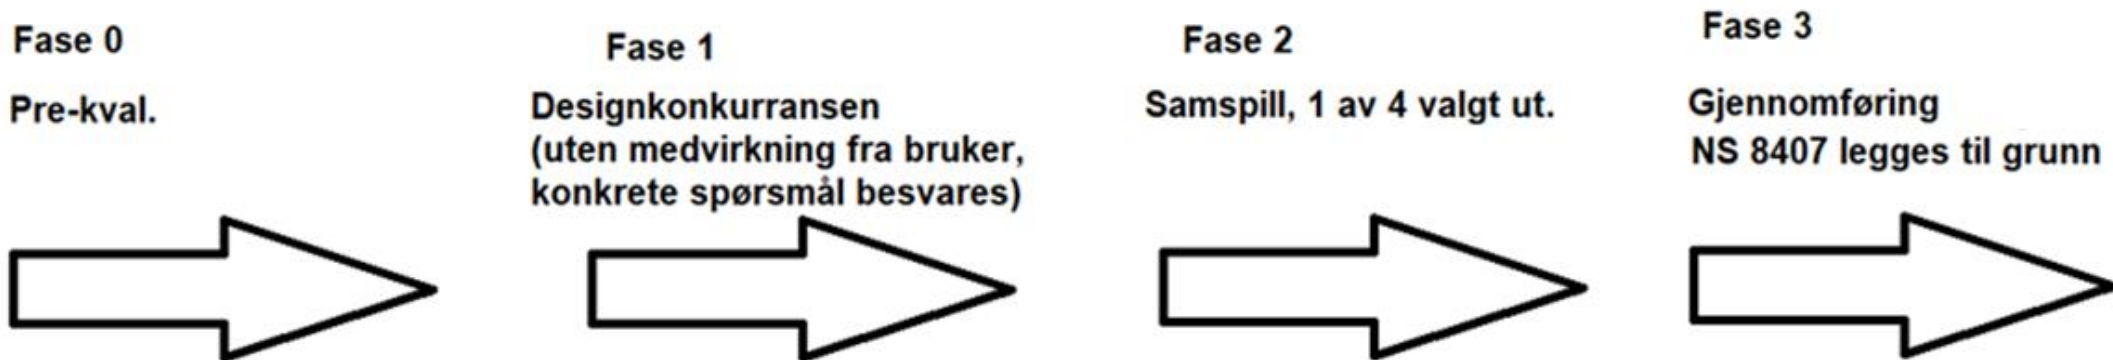 Fase 0
Pre-kval.
Fase 1
Designkonkurransen
(uten medvirkning fra bruker,
konkrete spørsmål besvares)
Fase 2
Samspill, 1 av 4 valgt ut.
Fase 3
Gjennomføring
NS 8407 legges til grunn